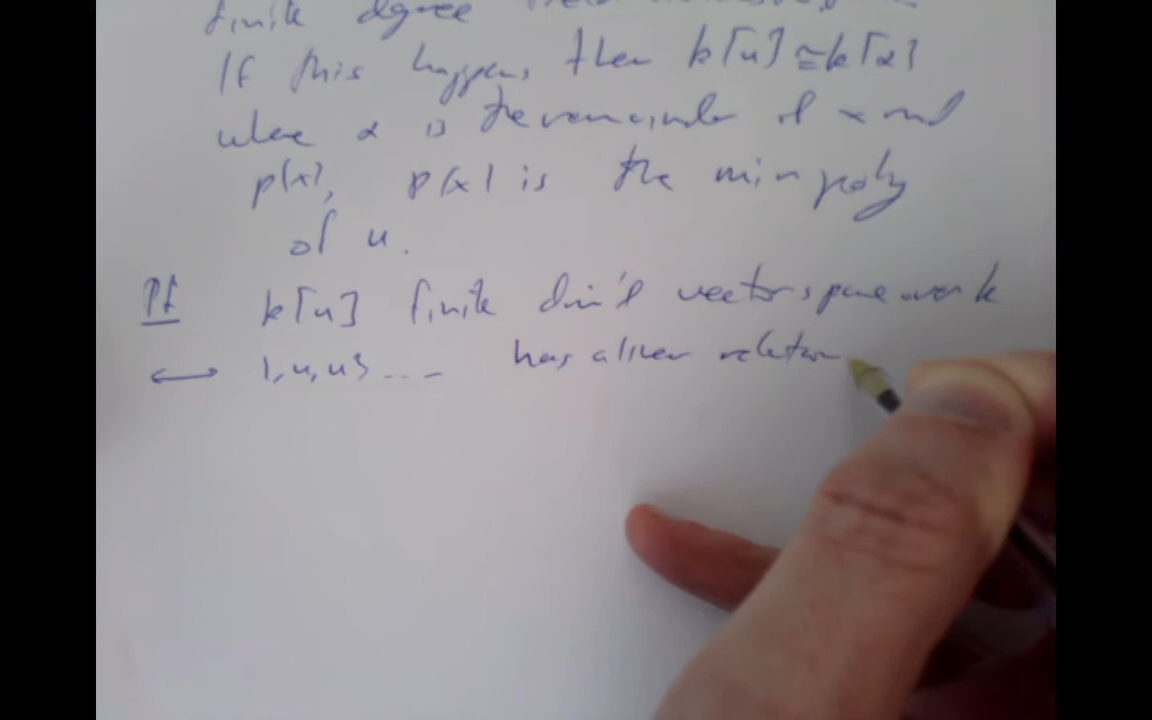 finite degree
If this happens then k[u] ≅ k[α]
where α is the remainder of x mod
p(x), p(x) is the min poly
of u.
Pf k[u] finite dim'l vector space over k
⟷ 1, u, u³ --- has a linear relation